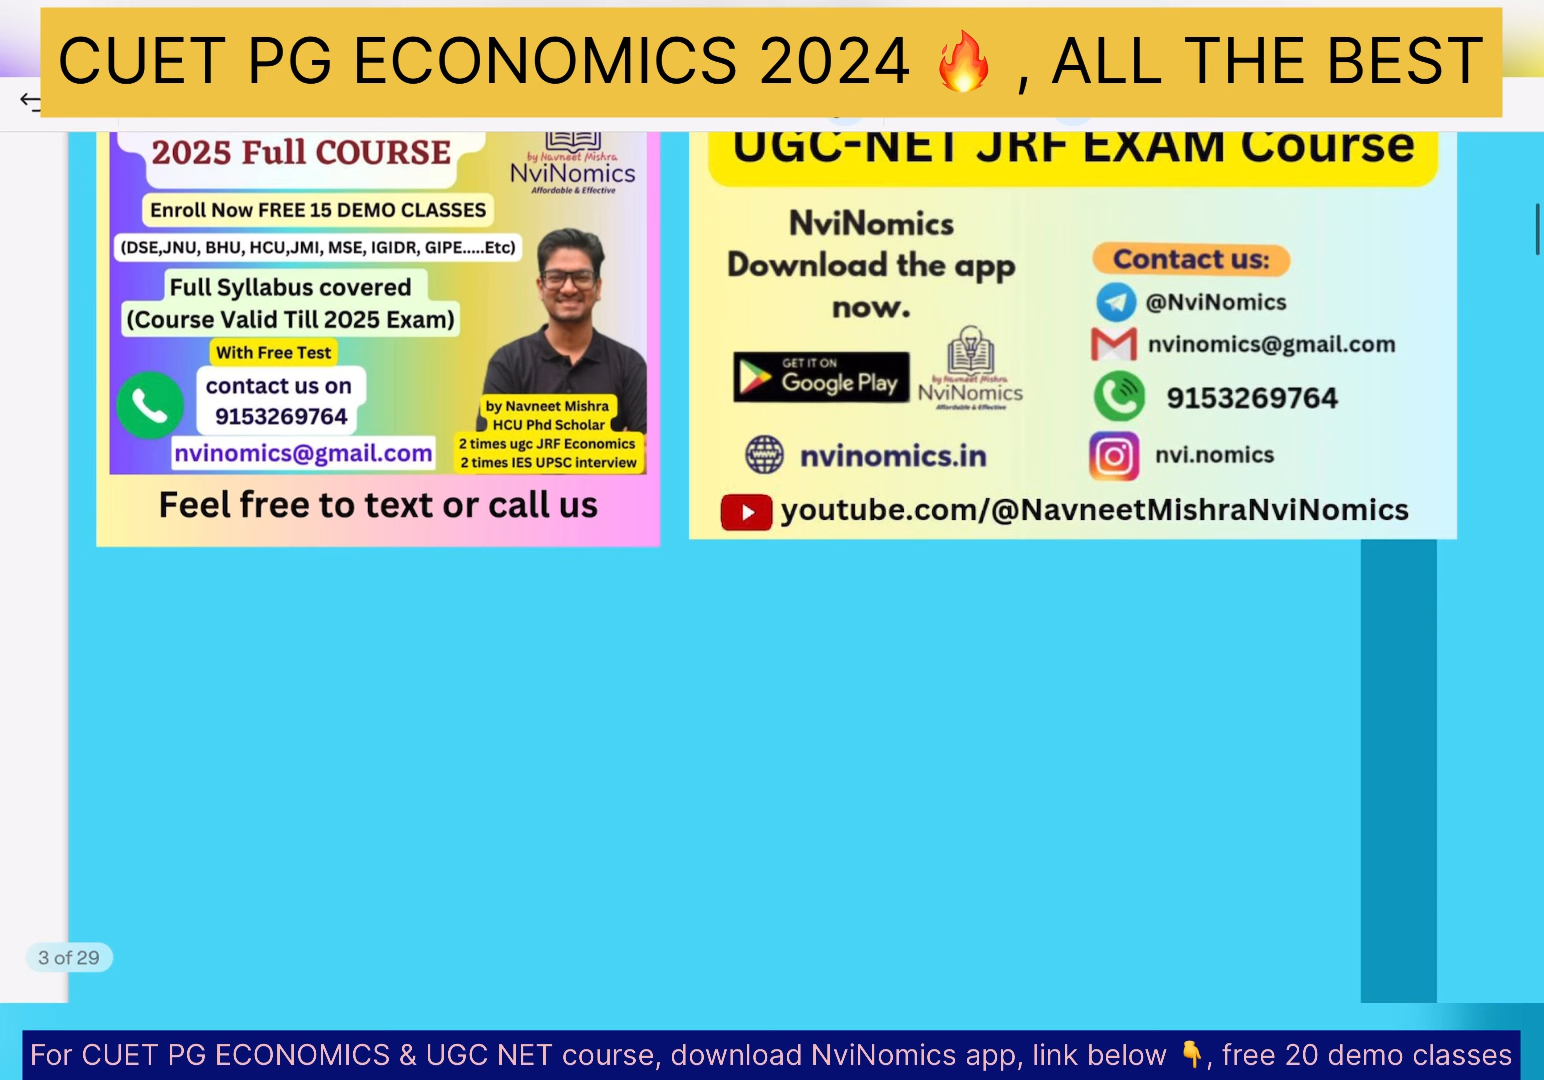 CUET PG ECONOMICS 2024 🔥 , ALL THE BEST
2025 Full COURSE
by Navneet Mishra
NviNomics
Affordable & Effective
Enroll Now FREE 15 DEMO CLASSES
(DSE,JNU, BHU, HCU,JMI, MSE, IGIDR, GIPE.....Etc)
Full Syllabus covered
(Course Valid Till 2025 Exam)
With Free Test
contact us on
9153269764
nvinomics@gmail.com
by Navneet Mishra
HCU Phd Scholar
2 times ugc JRF Economics
2 times IES UPSC interview
Feel free to text or call us
UGC-NET JRF EXAM Course
NviNomics
Download the app
now.
GET IT ON
Google Play
by Navneet Mishra
NviNomics
Affordable & Effective
www
nvinomics.in
Contact us:
@NviNomics
nvinomics@gmail.com
9153269764
nvi.nomics
youtube.com/@NavneetMishraNviNomics
3 of 29
For CUET PG ECONOMICS & UGC NET course, download NviNomics app, link below 👇, free 20 demo classes